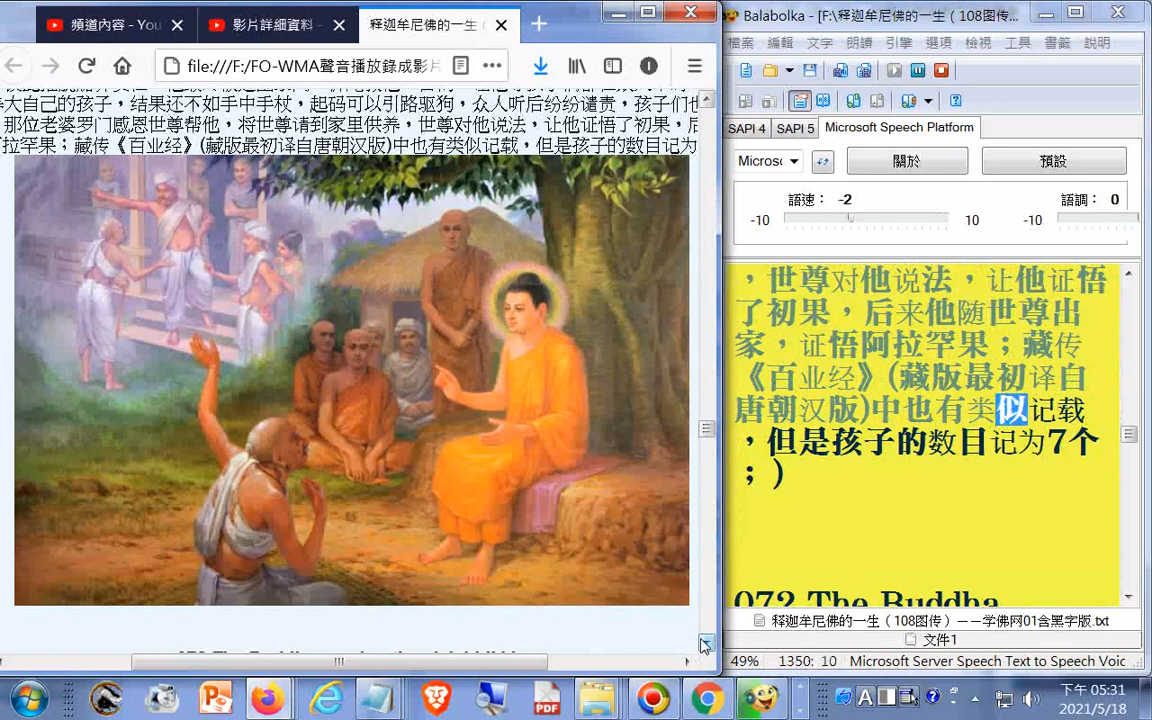 頻道內容 - You
影片詳細資料 -
释迦牟尼佛的一生（
file:///F:/FO-WMA聲音播放錄成影片
大自己的孩子，结果还不如手中手杖，起码可以引路驱狗，众人听后纷纷谴责，孩子们也
那位老婆罗门感恩世尊帮他，将世尊请到家里供养，世尊对他说法，让他证悟了初果，后
拉罕果；藏传《百业经》(藏版最初译自唐朝汉版)中也有类似记载，但是孩子的数目记为
Balabolka - [F:\释迦牟尼佛的一生（108图传）...
檔案 編輯 文字 朗讀 引擎 選項 檢視 工具 書籤 說明
SAPI 4 SAPI 5 Microsoft Speech Platform
Microsc 關於 預設
語速： -2 語調： 0
-10 10 -10
，世尊对他说法，让他证悟
了初果，后来他随世尊出
家，证悟阿拉罕果；藏传
《百业经》(藏版最初译自
唐朝汉版)中也有类似记载
，但是孩子的数目记为7个
；)
072 The Buddha
释迦牟尼佛的一生（108图传）——学佛网01含黑字版.txt
文件1
49% 1350: 10 Microsoft Server Speech Text to Speech Voic
下午 05:31
2021/5/18